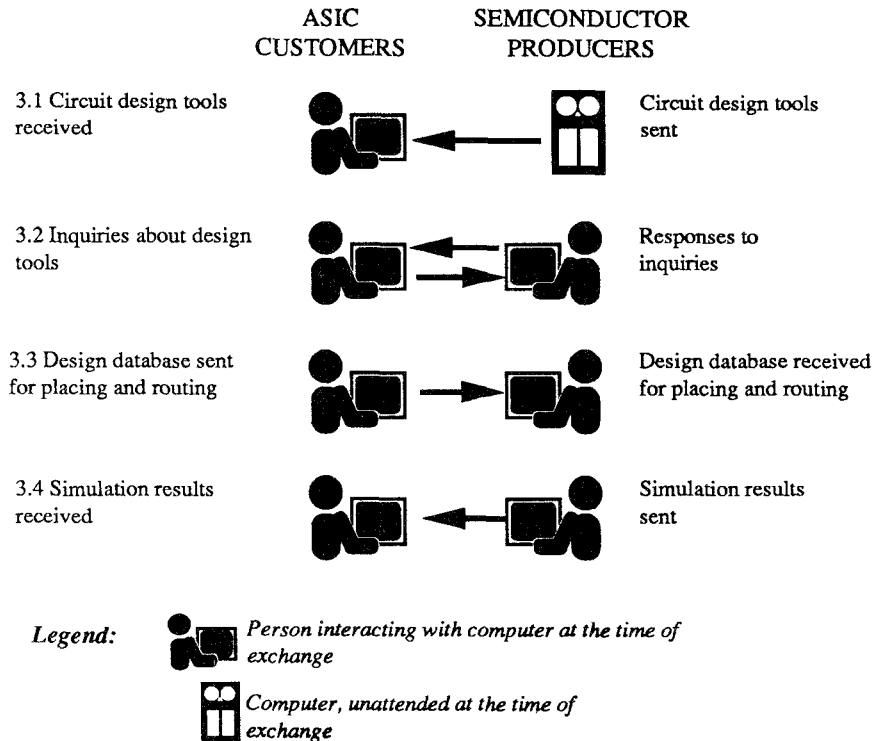 ASIC
CUSTOMERS
SEMICONDUCTOR
PRODUCERS
3.1 Circuit design tools
received
Circuit design tools
sent
3.2 Inquiries about design
tools
Responses to
inquiries
3.3 Design database sent
for placing and routing
Design database received
for placing and routing
3.4 Simulation results
received
Simulation results
sent
Legend:
Person interacting with computer at the time of
exchange
Computer, unattended at the time of
exchange